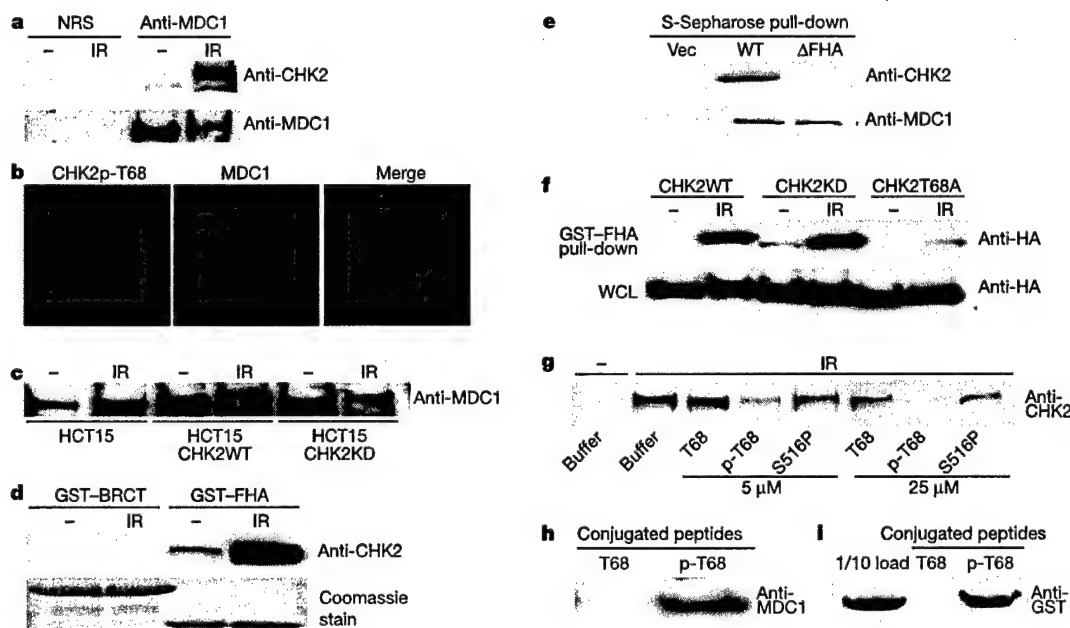 a
NRS Anti-MDC1
– IR – IR
Anti-CHK2
Anti-MDC1
b
CHK2p-T68 MDC1 Merge
c
– IR – IR – IR
Anti-MDC1
HCT15 HCT15 HCT15
CHK2WT CHK2KD
d
GST–BRCT GST–FHA
– IR – IR
Anti-CHK2
Coomassie
stain
e
S-Sepharose pull-down
Vec WT ΔFHA
Anti-CHK2
Anti-MDC1
f
CHK2WT CHK2KD CHK2T68A
– IR – IR – IR
GST–FHA
pull-down
Anti-HA
WCL Anti-HA
g
– IR
Anti-
CHK2
Buffer Buffer T68 p-T68 S516P T68 p-T68 S516P
5 µM 25 µM
h
Conjugated peptides
T68 p-T68
Anti-
MDC1
i
Conjugated peptides
1/10 load T68 p-T68
Anti-
GST